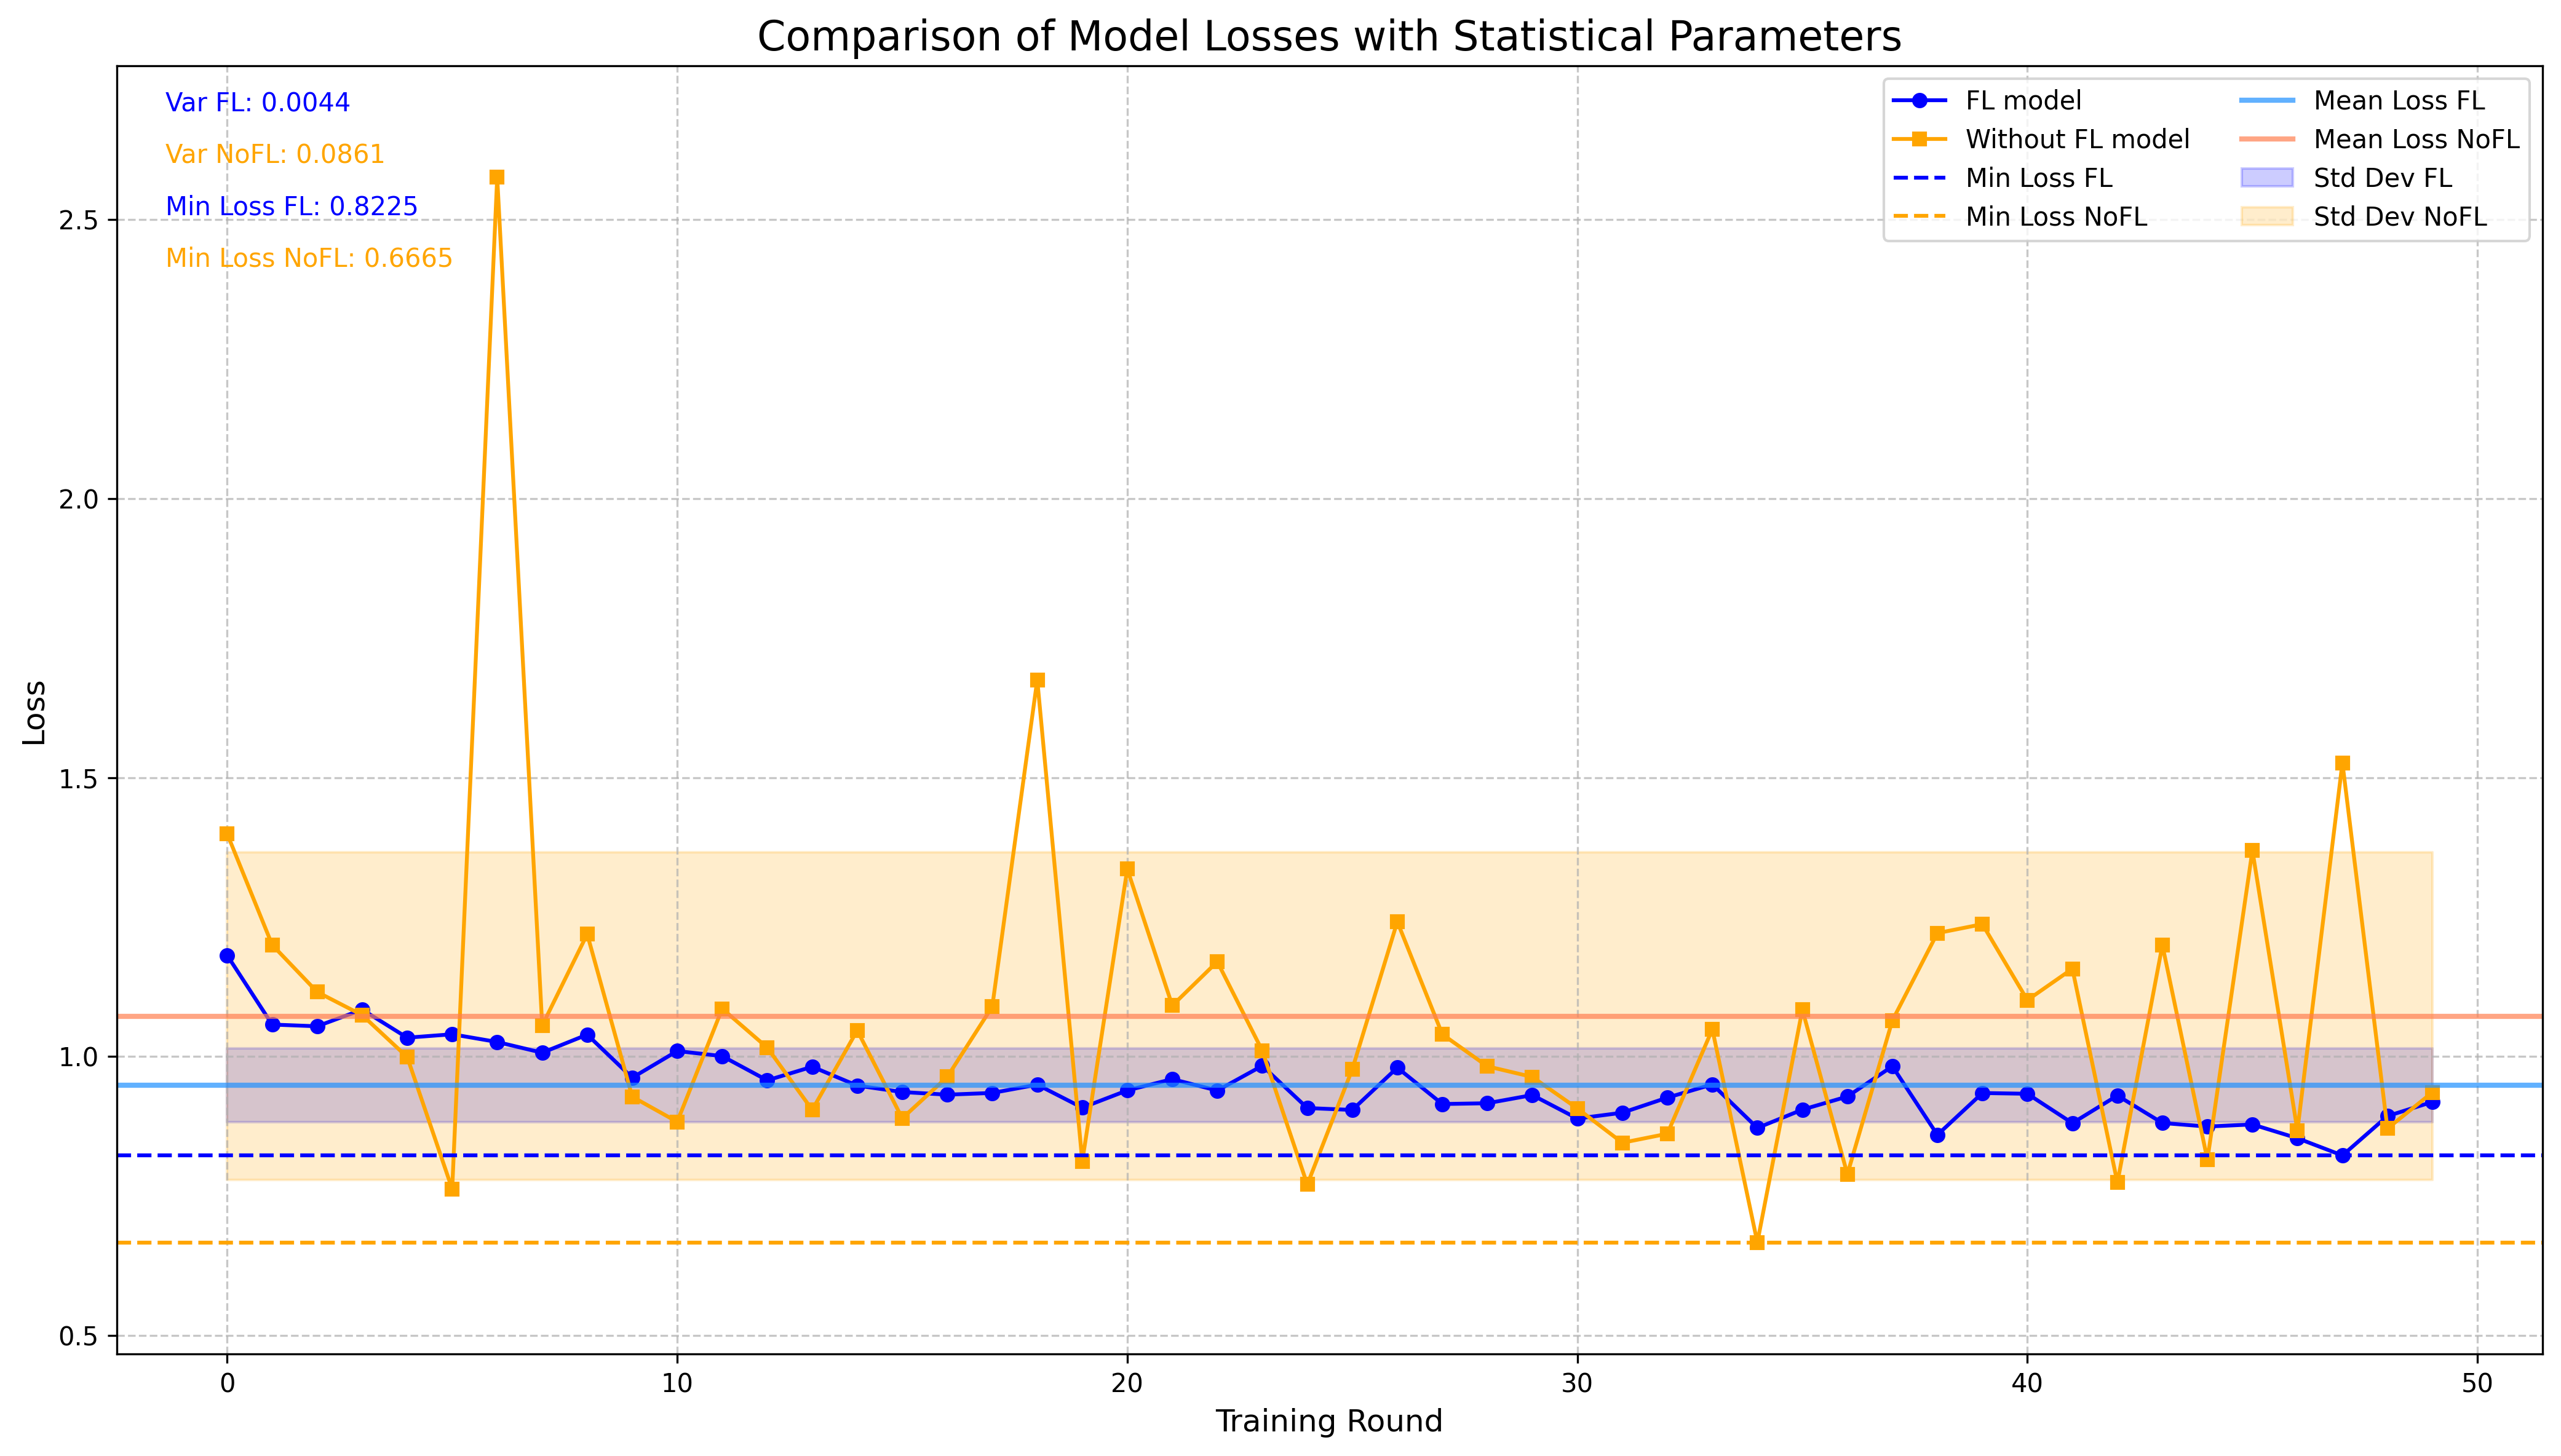 Comparison of Model Losses with Statistical Parameters
Var FL: 0.0044
Var NoFL: 0.0861
Min Loss FL: 0.8225
Min Loss NoFL: 0.6665
FL model
Without FL model
Min Loss FL
Min Loss NoFL
Mean Loss FL
Mean Loss NoFL
Std Dev FL
Std Dev NoFL
Loss
2.5
2.0
1.5
1.0
0.5
0 10 20 30 40 50
Training Round